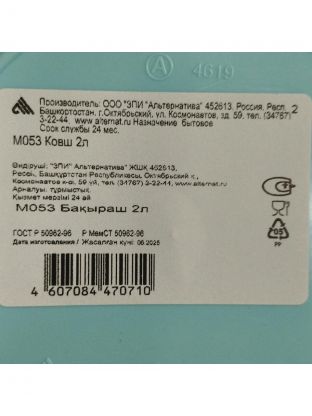 A 4619
Производитель: ООО "ЗПИ "Альтернатива" 452613, Россия, Респ.
Башкортостан, г.Октябрьский, ул. Космонавтов, зд. 59, тел. (34767)
3-22-44, www.alternat.ru Назначение бытовое
Срок службы 24 мес.
М053 Ковш 2л
Өндіруші: "ЗПИ" Альтернатива" ЖШҚ 452613,
Ресей, Башқұртстан Республикасы, Октябрьский қ.,
Космонавтов к-сі, 59 үй, тел. (34767) 3-22-44, www.alternat.ru
Арналуы: тұрмыстық
Қызмет мерзімі 24 ай
М053 Бақыраш 2л
ГОСТ Р 50962-96 Р МемСТ 50962-96
Дата изготовления / Жасалған күні: 06.2025
05
PP
4 607084 470710